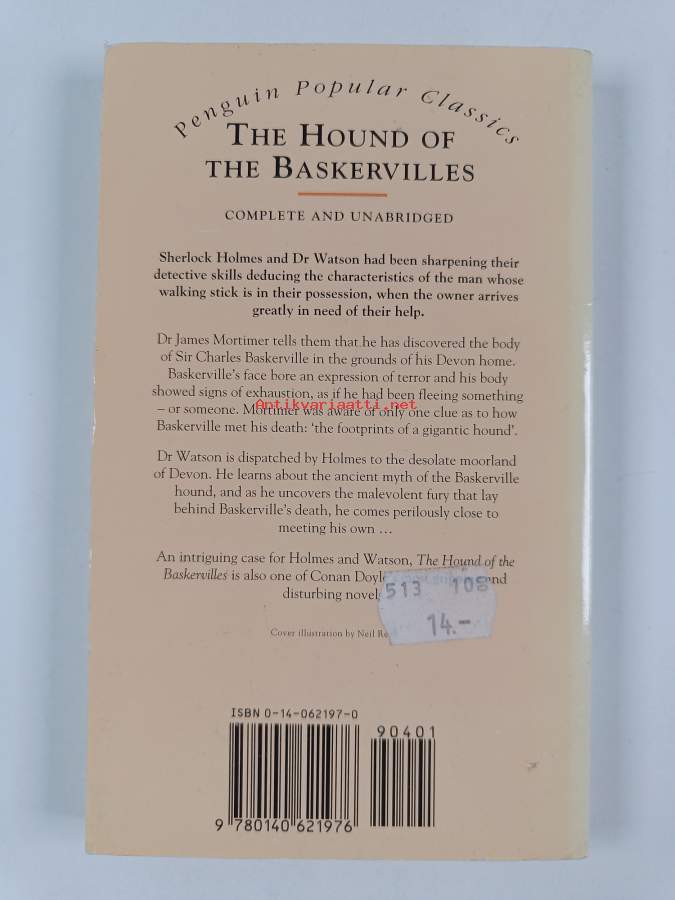 Penguin Popular Classics
THE HOUND OF
THE BASKERVILLES
COMPLETE AND UNABRIDGED
Sherlock Holmes and Dr Watson had been sharpening their
detective skills deducing the characteristics of the man whose
walking stick is in their possession, when the owner arrives
greatly in need of their help.
Dr James Mortimer tells them that he has discovered the body
of Sir Charles Baskerville in the grounds of his Devon home.
Baskerville's face bore an expression of terror and his body
showed signs of exhaustion, as if he had been fleeing something
– or someone. Mortimer was aware of only one clue as to how
Antikvariaatti.net
Baskerville met his death: 'the footprints of a gigantic hound'.
Dr Watson is dispatched by Holmes to the desolate moorland
of Devon. He learns about the ancient myth of the Baskerville
hound, and as he uncovers the malevolent fury that lay
behind Baskerville's death, he comes perilously close to
meeting his own …
An intriguing case for Holmes and Watson, The Hound of the
Baskervilles is also one of Conan Doyle and
disturbing novels
513 108
14.-
Cover illustration by Neil
ISBN 0-14-062197-0
90401
9 780140 621976